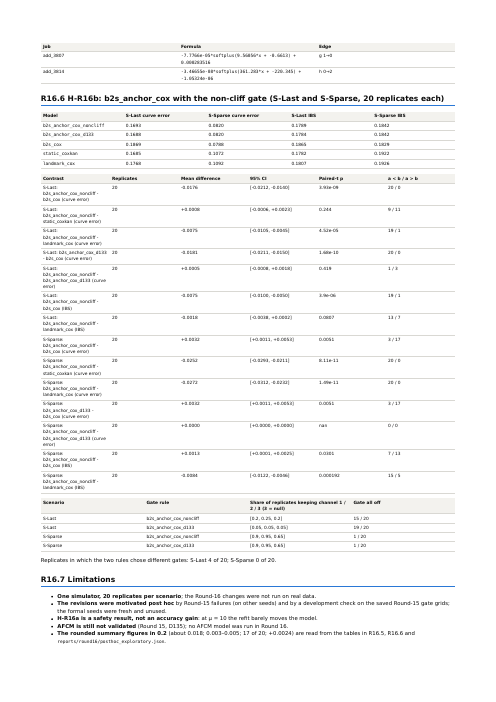 Job Formula Edge
add_3807 -7.7766e-05*softplus(9.56856*x + -0.6613) + g 1→0
0.000203516
add_3814 -3.46655e-08*softplus(361.283*x + -220.345) + h 0→2
-1.05324e-06
R16.6 H-R16b: b2s_anchor_cox with the non-cliff gate (S-Last and S-Sparse, 20 replicates each)
Model S-Last curve error S-Sparse curve error S-Last IBS S-Sparse IBS
b2s_anchor_cox_noncliff 0.1693 0.0820 0.1789 0.1842
b2s_anchor_cox_d133 0.1688 0.0820 0.1784 0.1842
b2s_cox 0.1869 0.0788 0.1865 0.1829
static_coxkan 0.1685 0.1072 0.1782 0.1922
landmark_cox 0.1768 0.1092 0.1807 0.1926
Contrast Replicates Mean difference 95% CI Paired-t p a < b / a > b
S-Last: 20 -0.0176 [-0.0212, -0.0140] 3.93e-09 20 / 0
b2s_anchor_cox_noncliff -
b2s_cox (curve error)
S-Last: 20 +0.0008 [-0.0006, +0.0023] 0.244 9 / 11
b2s_anchor_cox_noncliff -
static_coxkan (curve error)
S-Last: 20 -0.0075 [-0.0105, -0.0045] 4.52e-05 19 / 1
b2s_anchor_cox_noncliff -
landmark_cox (curve error)
S-Last: b2s_anchor_cox_d133 20 -0.0181 [-0.0211, -0.0150] 1.68e-10 20 / 0
- b2s_cox (curve error)
S-Last: 20 +0.0005 [-0.0008, +0.0018] 0.419 1 / 3
b2s_anchor_cox_noncliff -
b2s_anchor_cox_d133 (curve
error)
S-Last: 20 -0.0075 [-0.0100, -0.0050] 3.9e-06 19 / 1
b2s_anchor_cox_noncliff -
b2s_cox (IBS)
S-Last: 20 -0.0018 [-0.0038, +0.0002] 0.0807 13 / 7
b2s_anchor_cox_noncliff -
landmark_cox (IBS)
S-Sparse: 20 +0.0032 [+0.0011, +0.0053] 0.0051 3 / 17
b2s_anchor_cox_noncliff -
b2s_cox (curve error)
S-Sparse: 20 -0.0252 [-0.0293, -0.0211] 8.11e-11 20 / 0
b2s_anchor_cox_noncliff -
static_coxkan (curve error)
S-Sparse: 20 -0.0272 [-0.0312, -0.0232] 1.49e-11 20 / 0
b2s_anchor_cox_noncliff -
landmark_cox (curve error)
S-Sparse: 20 +0.0032 [+0.0011, +0.0053] 0.0051 3 / 17
b2s_anchor_cox_d133 -
b2s_cox (curve error)
S-Sparse: 20 +0.0000 [+0.0000, +0.0000] nan 0 / 0
b2s_anchor_cox_noncliff -
b2s_anchor_cox_d133 (curve
error)
S-Sparse: 20 +0.0013 [+0.0001, +0.0025] 0.0301 7 / 13
b2s_anchor_cox_noncliff -
b2s_cox (IBS)
S-Sparse: 20 -0.0084 [-0.0122, -0.0046] 0.000192 15 / 5
b2s_anchor_cox_noncliff -
landmark_cox (IBS)
Scenario Gate rule Share of replicates keeping channel 1 / Gate all off
2 / 3 (3 = null)
S-Last b2s_anchor_cox_noncliff [0.2, 0.25, 0.2] 15 / 20
S-Last b2s_anchor_cox_d133 [0.05, 0.05, 0.05] 19 / 20
S-Sparse b2s_anchor_cox_noncliff [0.9, 0.95, 0.65] 1 / 20
S-Sparse b2s_anchor_cox_d133 [0.9, 0.95, 0.65] 1 / 20
Replicates in which the two rules chose different gates: S-Last 4 of 20; S-Sparse 0 of 20.
R16.7 Limitations
• One simulator, 20 replicates per scenario; the Round-16 changes were not run on real data.
• The revisions were motivated post hoc by Round-15 failures (on other seeds) and by a development check on the saved Round-15 gate grids;
the formal seeds were fresh and unused.
• H-R16a is a safety result, not an accuracy gain: at μ = 10 the refit barely moves the model.
• AFCM is still not validated (Round 15, D135); no AFCM model was run in Round 16.
• The rounded summary figures in 0.2 (about 0.018; 0.003–0.005; 17 of 20; +0.0024) are read from the tables in R16.5, R16.6 and
reports/round16/posthoc_exploratory.json.